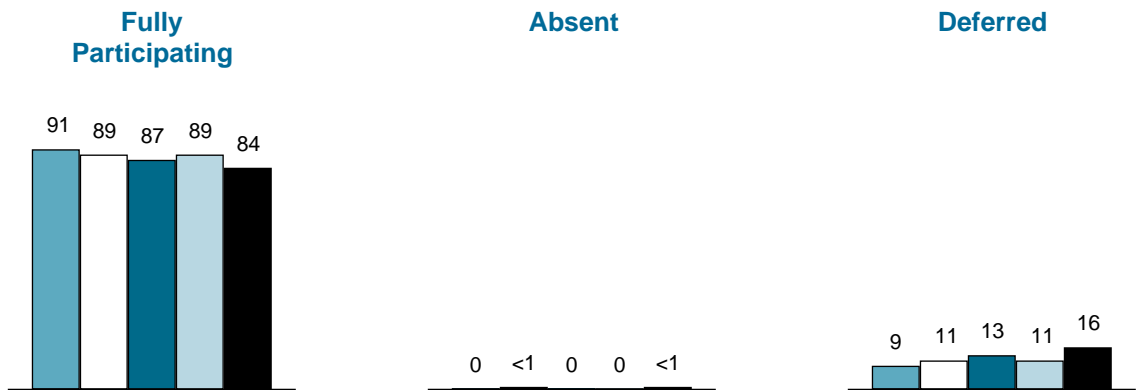 Fully
Participating
Absent
Deferred
91 89 87 89 84
0 <1 0 0 <1
9 11 13 11 16